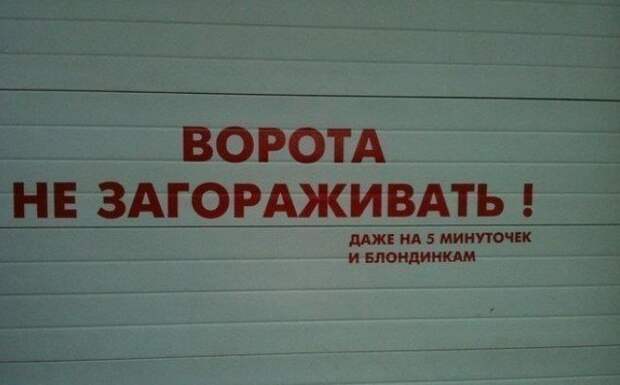 ВОРОТА
НЕ ЗАГОРАЖИВАТЬ !
ДАЖЕ НА 5 МИНУТОЧЕК
И БЛОНДИНКАМ